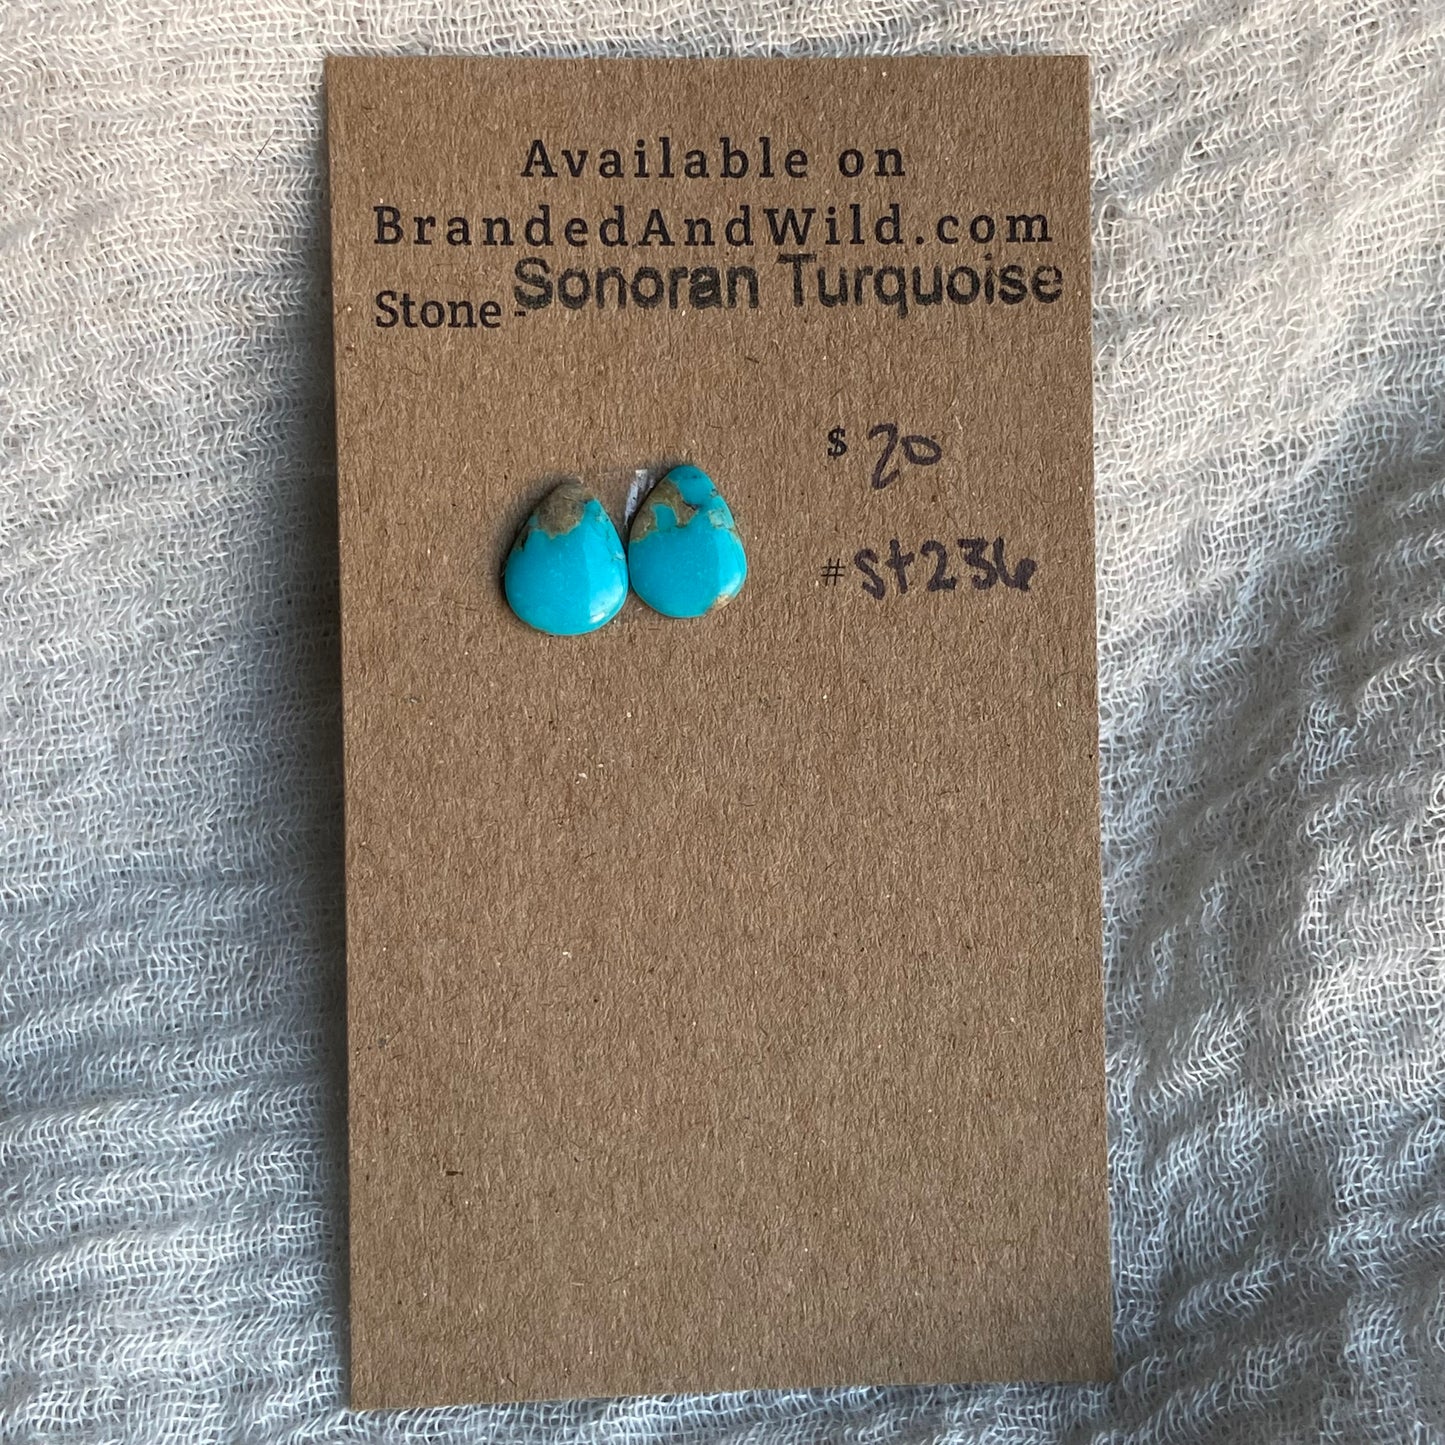 Available on
BrandedAndWild.com
Stone - Sonoran Turquoise
$ 20
# St236